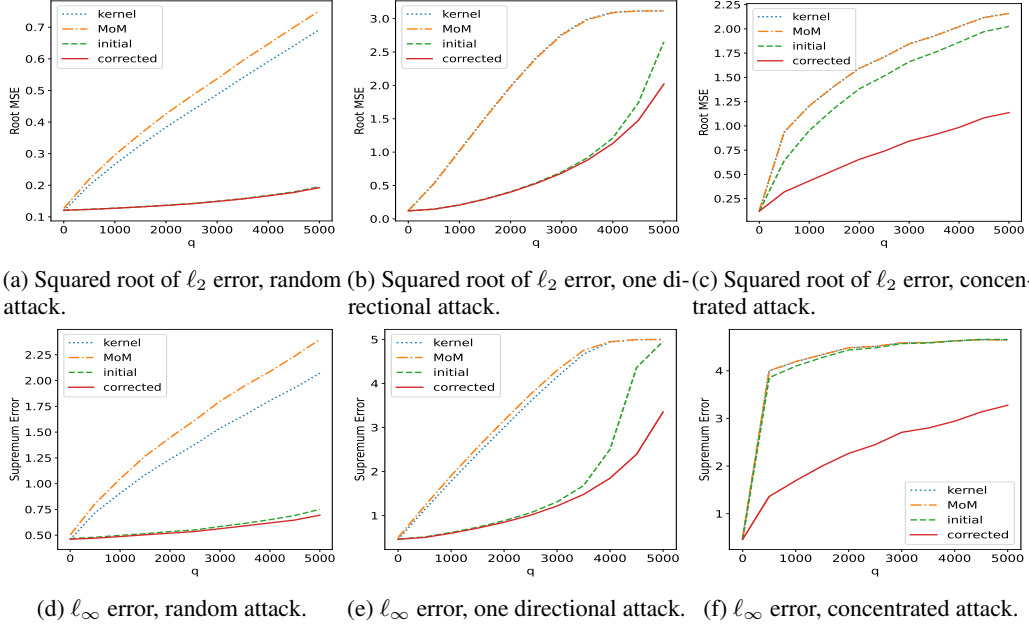 kernel
MoM
initial
corrected
Root MSE
0.7
0.6
0.5
0.4
0.3
0.2
0.1
0 1000 2000 3000 4000 5000
q
kernel
MoM
initial
corrected
Root MSE
3.0
2.5
2.0
1.5
1.0
0.5
0.0
0 1000 2000 3000 4000 5000
q
kernel
MoM
initial
corrected
Root MSE
2.25
2.00
1.75
1.50
1.25
1.00
0.75
0.50
0.25
0 1000 2000 3000 4000 5000
q
(a) Squared root of ℓ₂ error, random
attack.
(b) Squared root of ℓ₂ error, one di-
rectional attack.
(c) Squared root of ℓ₂ error, concen-
trated attack.
kernel
MoM
initial
corrected
Supremum Error
2.25
2.00
1.75
1.50
1.25
1.00
0.75
0.50
0 1000 2000 3000 4000 5000
q
kernel
MoM
initial
corrected
Supremum Error
5
4
3
2
1
0 1000 2000 3000 4000 5000
q
kernel
MoM
initial
corrected
Supremum Error
4
3
2
1
0 1000 2000 3000 4000 5000
q
(d) ℓ∞ error, random attack.
(e) ℓ∞ error, one directional attack.
(f) ℓ∞ error, concentrated attack.